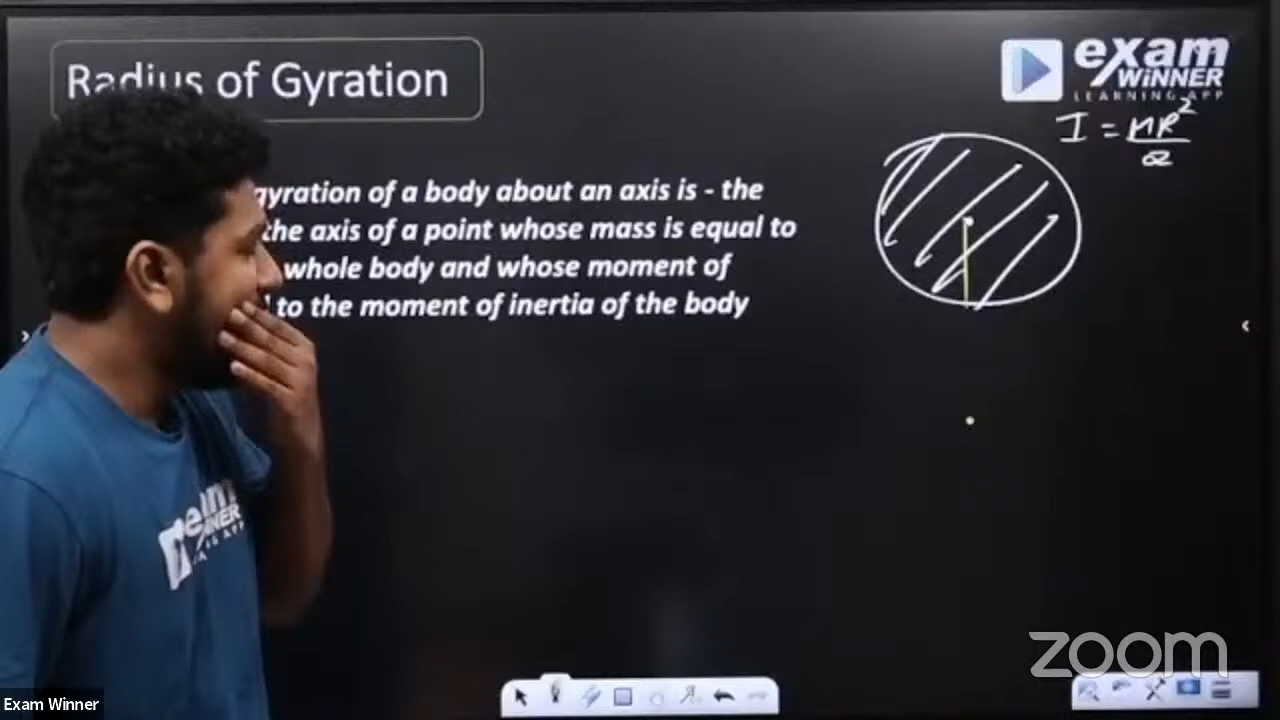 Radius of Gyration
exam
WiNNER
LEARNING APP
I = MR²/2
gyration of a body about an axis is - the
the axis of a point whose mass is equal to
whole body and whose moment of
to the moment of inertia of the body
exam
WINNER
zoom
Exam Winner